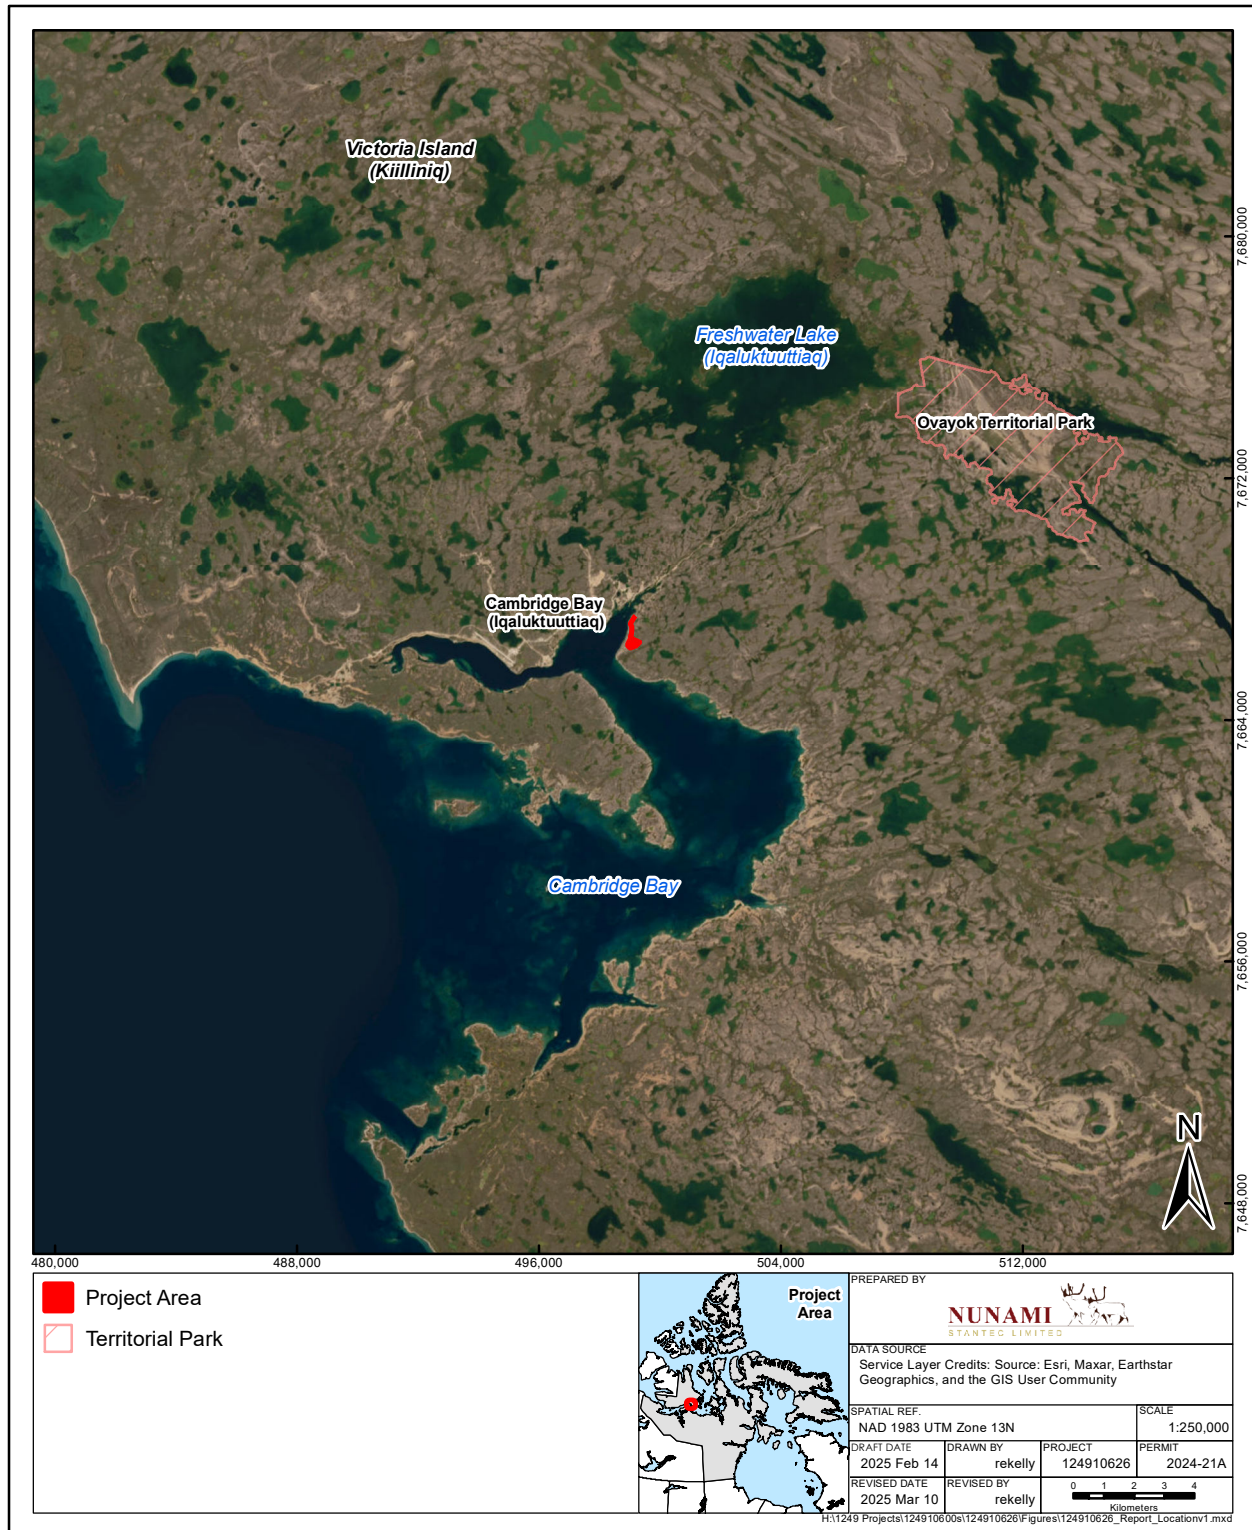 Victoria Island
(Kiilliniq)
7,680,000
Freshwater Lake
(Iqaluktuuttiaq)
Ovayok Territorial Park
7,672,000
Cambridge Bay
(Iqaluktuuttiaq)
7,664,000
Cambridge Bay
7,656,000
N
7,648,000
480,000
488,000
496,000
504,000
512,000
Project Area
Territorial Park
Project
Area
PREPARED BY
NUNAMI
STANTEC LIMITED
DATA SOURCE
Service Layer Credits: Source: Esri, Maxar, Earthstar
Geographics, and the GIS User Community
SPATIAL REF.
NAD 1983 UTM Zone 13N
SCALE
1:250,000
DRAFT DATE
2025 Feb 14
DRAWN BY
rekelly
PROJECT
124910626
PERMIT
2024-21A
REVISED DATE
2025 Mar 10
REVISED BY
rekelly
0 1 2 3 4
Kilometers
H:\1249 Projects\124910600s\124910626\Figures\124910626_Report_Locationv1.mxd